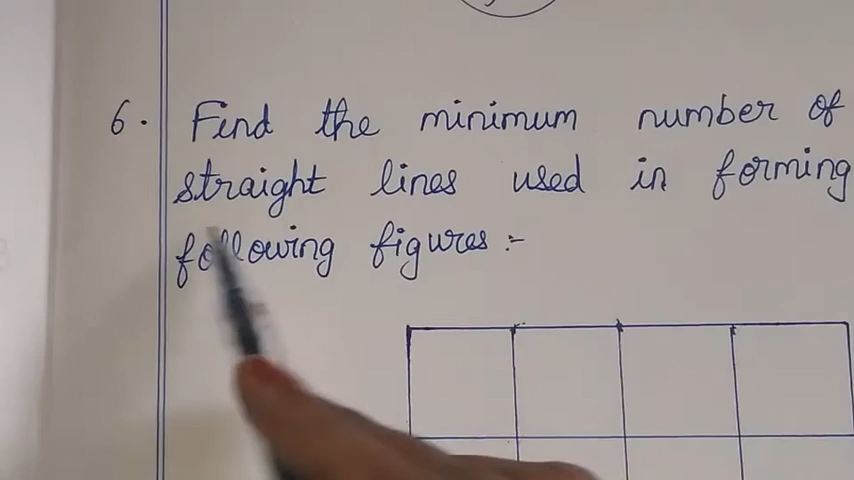 6. Find the minimum number of
straight lines used in forming
following figures :-